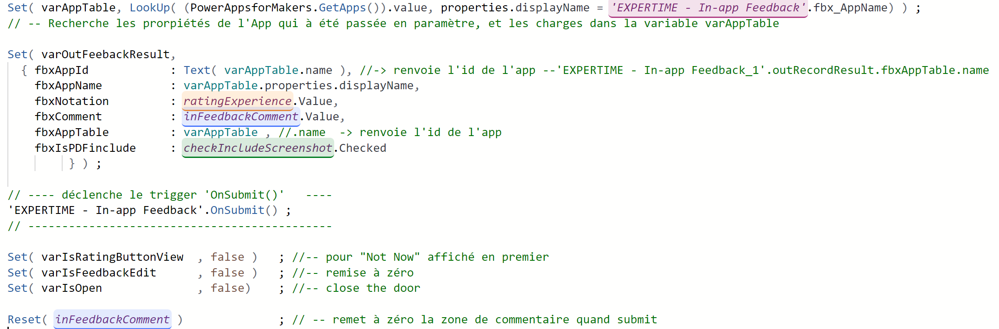 Set( varAppTable, LookUp( (PowerAppsforMakers.GetApps()).value, properties.displayName = 'EXPERTIME - In-app Feedback'.fbx_AppName) ) ;
// -- Recherche les prorpiétés de l'App qui à été passée en paramètre, et les charges dans la variable varAppTable
Set( varOutFeebackResult,
{ fbxAppId : Text( varAppTable.name ), //-> renvoie l'id de l'app --'EXPERTIME - In-app Feedback_1'.outRecordResult.fbxAppTable.name
fbxAppName : varAppTable.properties.displayName,
fbxNotation : ratingExperience.Value,
fbxComment : inFeedbackComment.Value,
fbxAppTable : varAppTable , //.name -> renvoie l'id de l'app
fbxIsPDFinclude : checkIncludeScreenshot.Checked
} ) ;
// ---- déclenche le trigger 'OnSubmit()' ----
'EXPERTIME - In-app Feedback'.OnSubmit() ;
// ---------------------------------------------
Set( varIsRatingButtonView , false ) ; //-- pour "Not Now" affiché en premier
Set( varIsFeedbackEdit , false ) ; //-- remise à zéro
Set( varIsOpen , false) ; //-- close the door
Reset( inFeedbackComment ) ; // -- remet à zéro la zone de commentaire quand submit